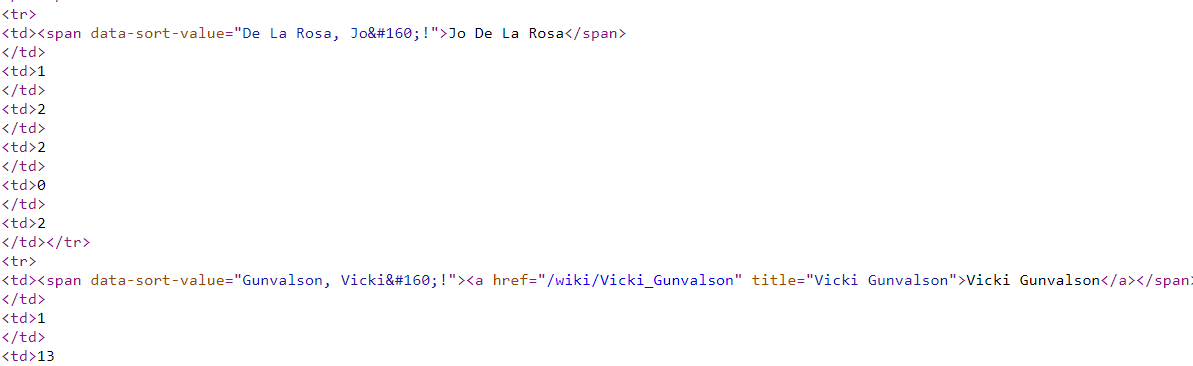 <tr>
<td><span data-sort-value="De La Rosa, Jo&#160;!">Jo De La Rosa</span>
</td>
<td>1
</td>
<td>2
</td>
<td>2
</td>
<td>0
</td>
<td>2
</td></tr>
<tr>
<td><span data-sort-value="Gunvalson, Vicki&#160;!"><a href="/wiki/Vicki_Gunvalson" title="Vicki Gunvalson">Vicki Gunvalson</a></span>
</td>
<td>1
</td>
<td>13